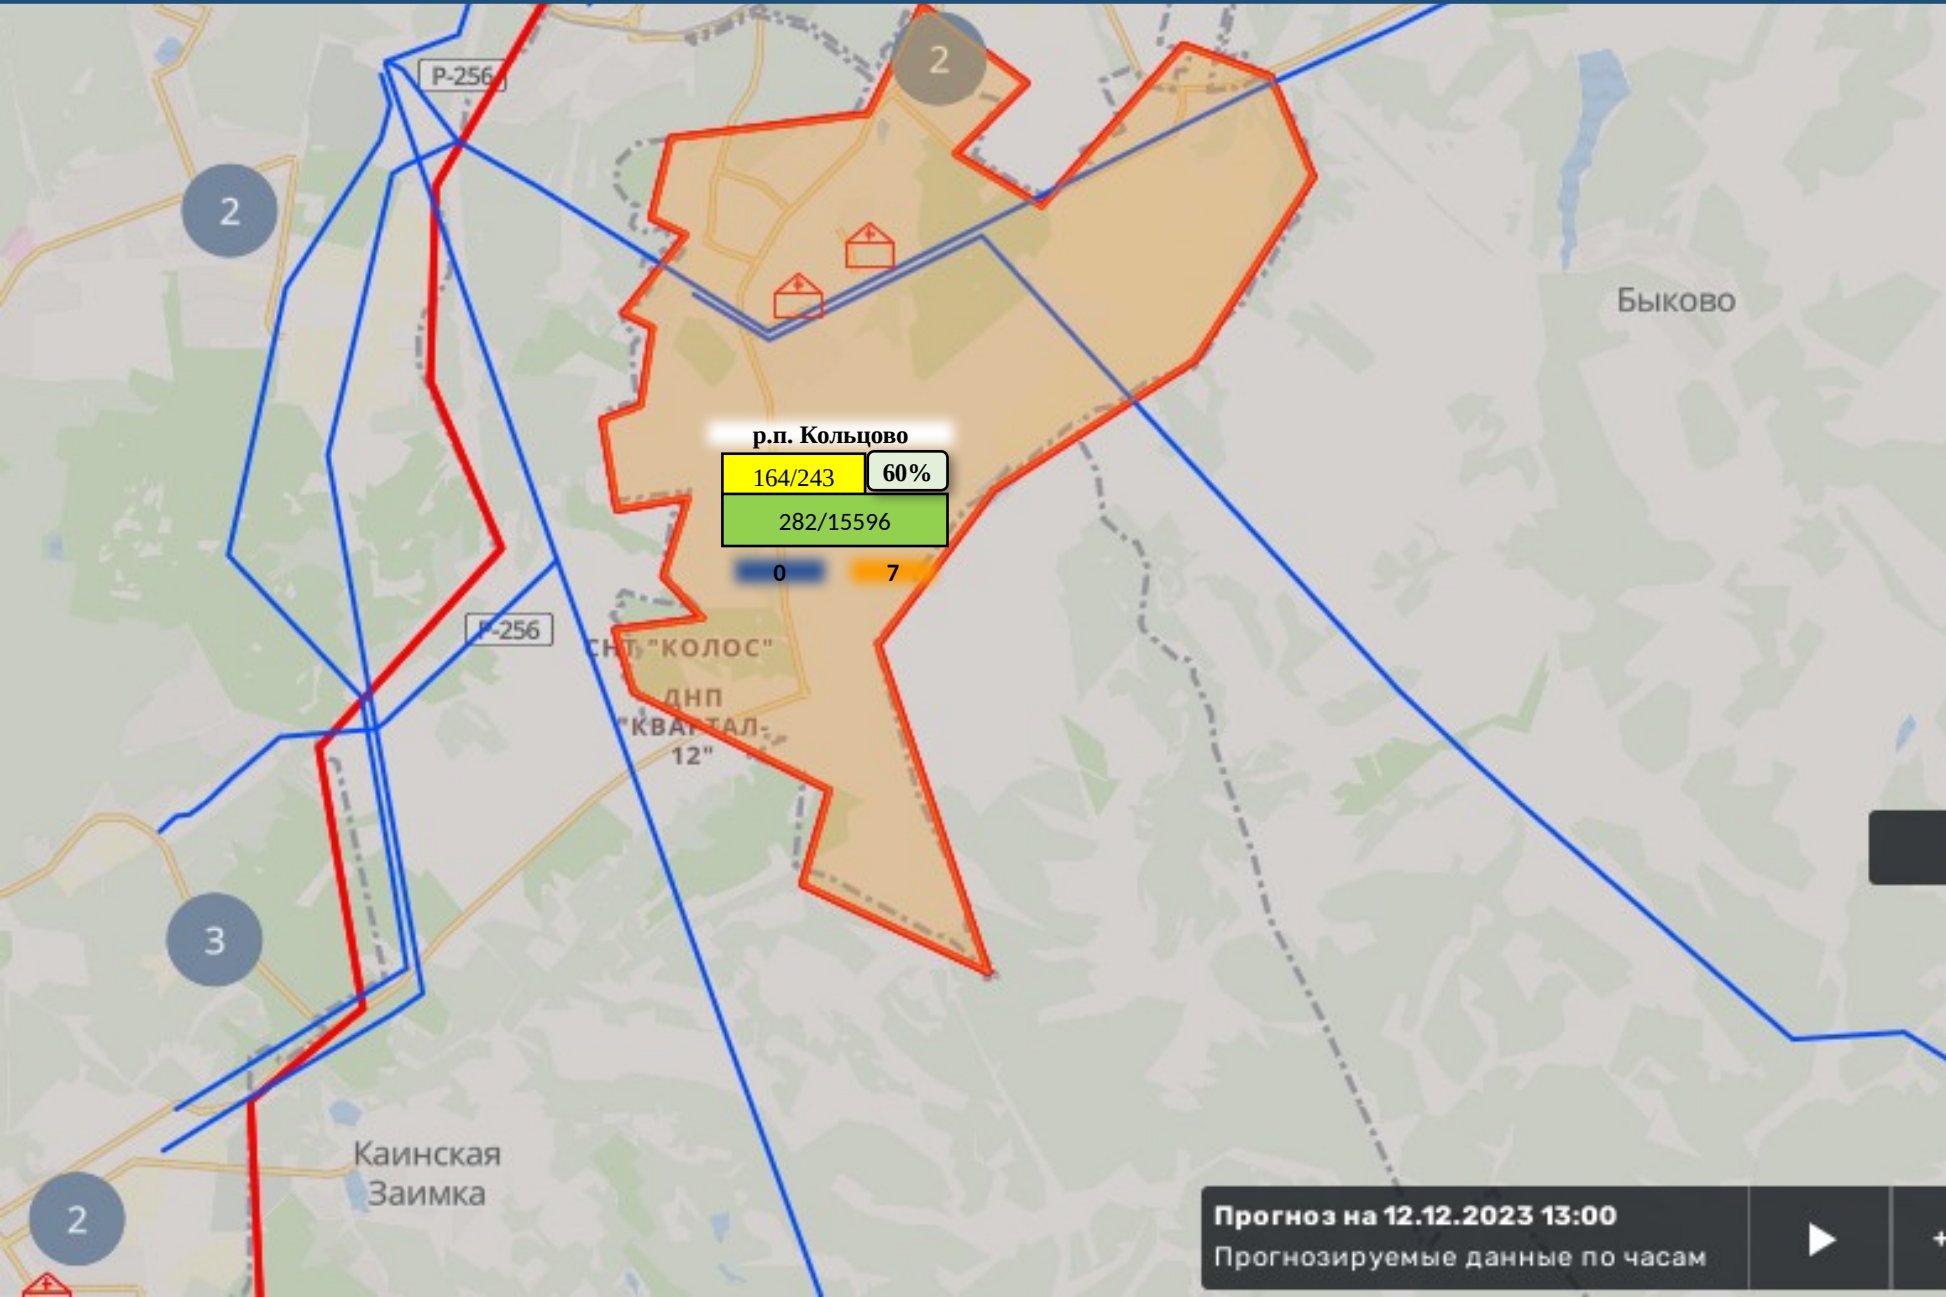 2
P-256
2
Быково
р.п. Кольцово
164/243
60%
282/15596
0
7
P-256
СНТ "КОЛОС"
ДНП
"КВАРТАЛ-
12"
3
Каинская
Заимка
2
Прогноз на 12.12.2023 13:00
Прогнозируемые данные по часам
+